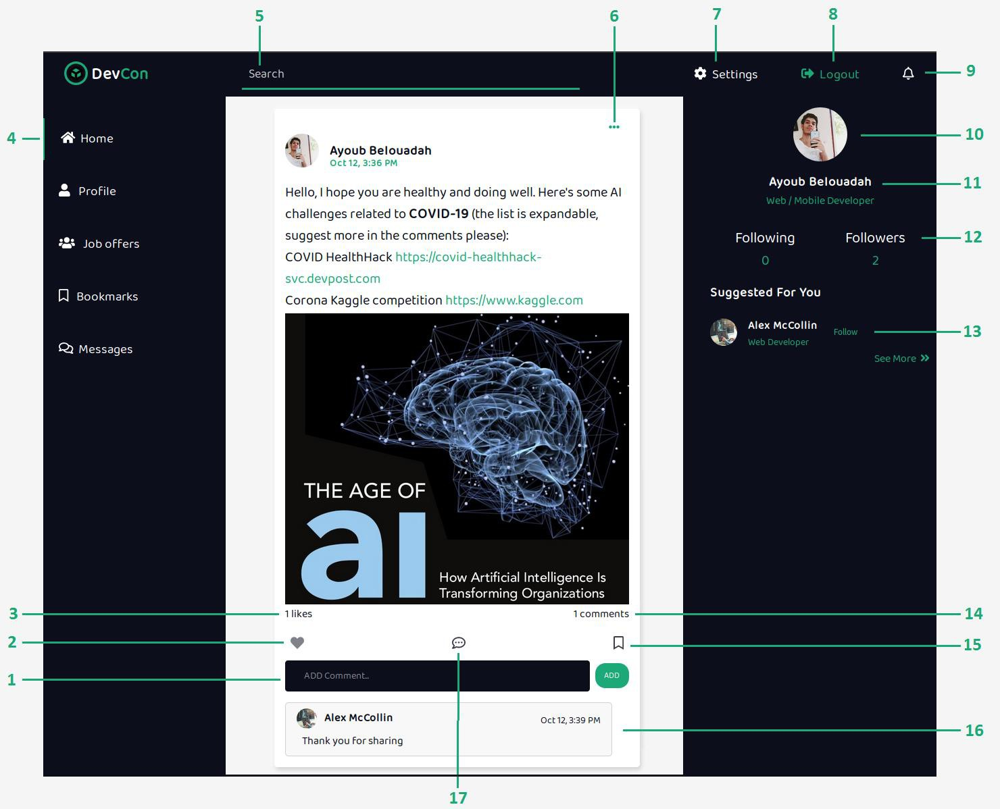 5
6
7
8
DevCon
Search
Settings
Logout
9
4
Home
Profile
Job offers
Bookmarks
Messages
Ayoub Belouadah
Oct 12, 3:36 PM
Hello, I hope you are healthy and doing well. Here's some AI
challenges related to COVID-19 (the list is expandable,
suggest more in the comments please):
COVID HealthHack https://covid-healthhack-
svc.devpost.com
Corona Kaggle competition https://www.kaggle.com
THE AGE OF
aı
How Artificial Intelligence Is
Transforming Organizations
3
1 likes
1 comments
14
2
15
1
ADD Comment...
ADD
Alex McCollin
Oct 12, 3:39 PM
Thank you for sharing
16
17
10
Ayoub Belouadah
11
Web / Mobile Developer
Following
Followers
12
0
2
Suggested For You
Alex McCollin
Follow
13
Web Developer
See More